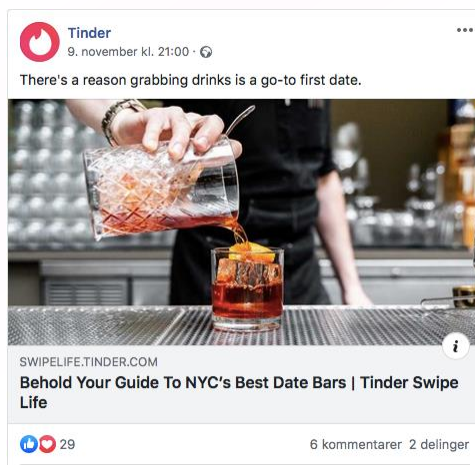 Tinder
9. november kl. 21:00 ·
There's a reason grabbing drinks is a go-to first date.
i
SWIPELIFE.TINDER.COM
Behold Your Guide To NYC's Best Date Bars | Tinder Swipe
Life
29
6 kommentarer 2 delinger